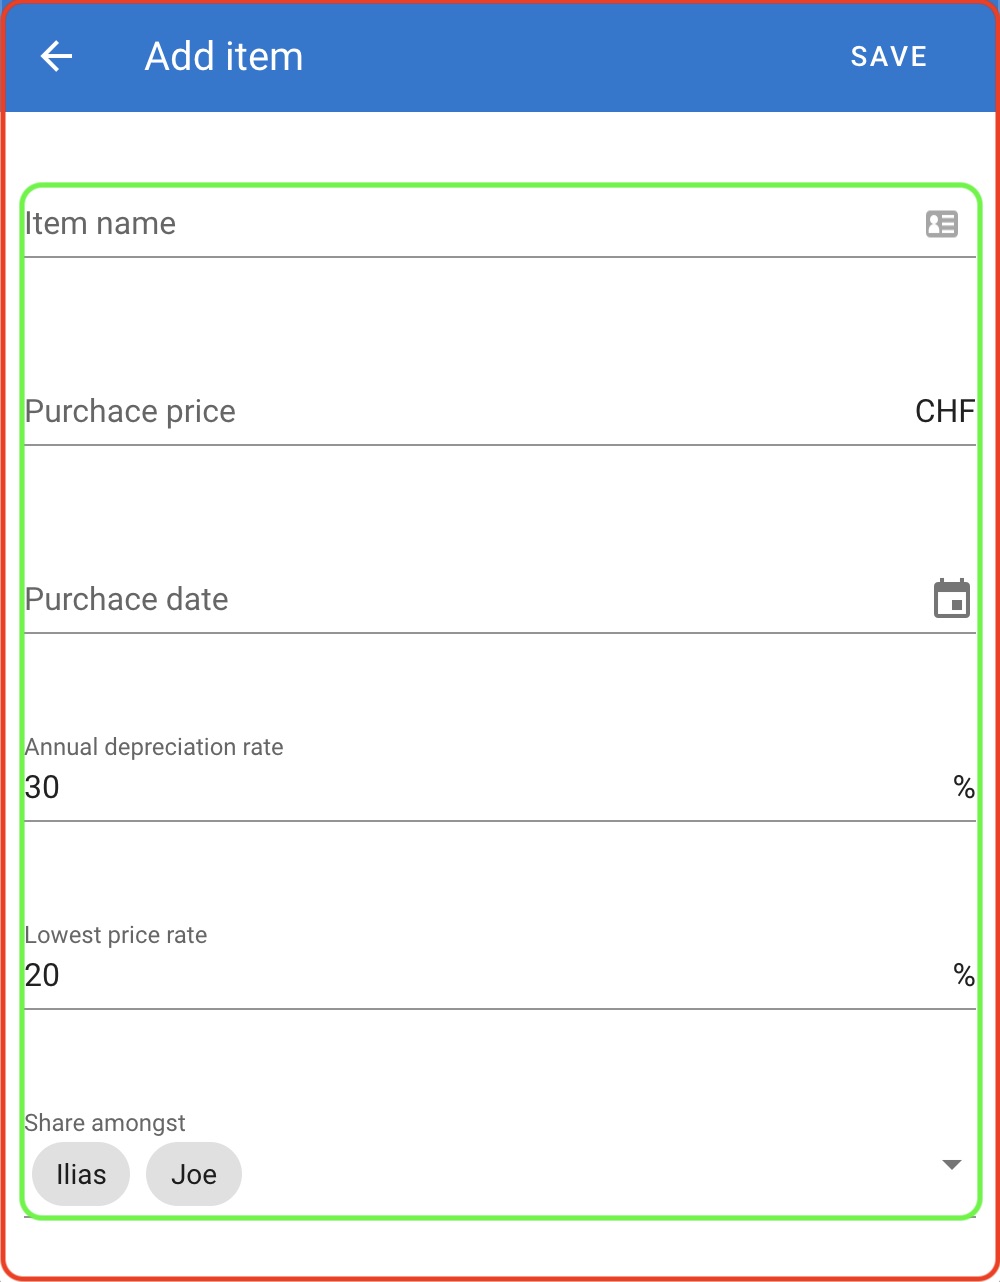 Add item SAVE
Item name
Purchace price CHF
Purchace date
Annual depreciation rate
30 %
Lowest price rate
20 %
Share amongst
Ilias Joe